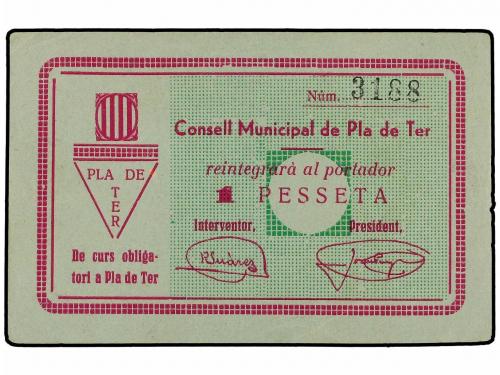 Núm. 3188
Consell Municipal de Pla de Ter
reintegrarà al portador
1 PESSETA
Interventor,
President,
PLA DE
TER
De curs obliga-
tori a Pla de Ter
R. Suárez